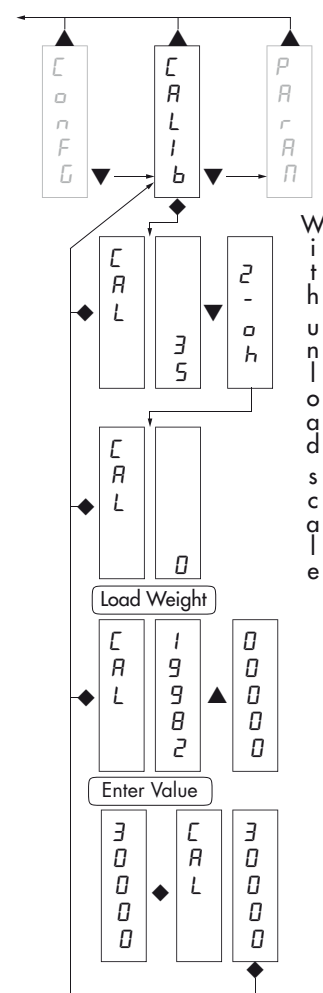 ConFG
CALIb
PArAM
With unload scale
CAL
35
2-oh
CAL
0
Load Weight
CAL
19982
00000
Enter Value
30000
CAL
30000